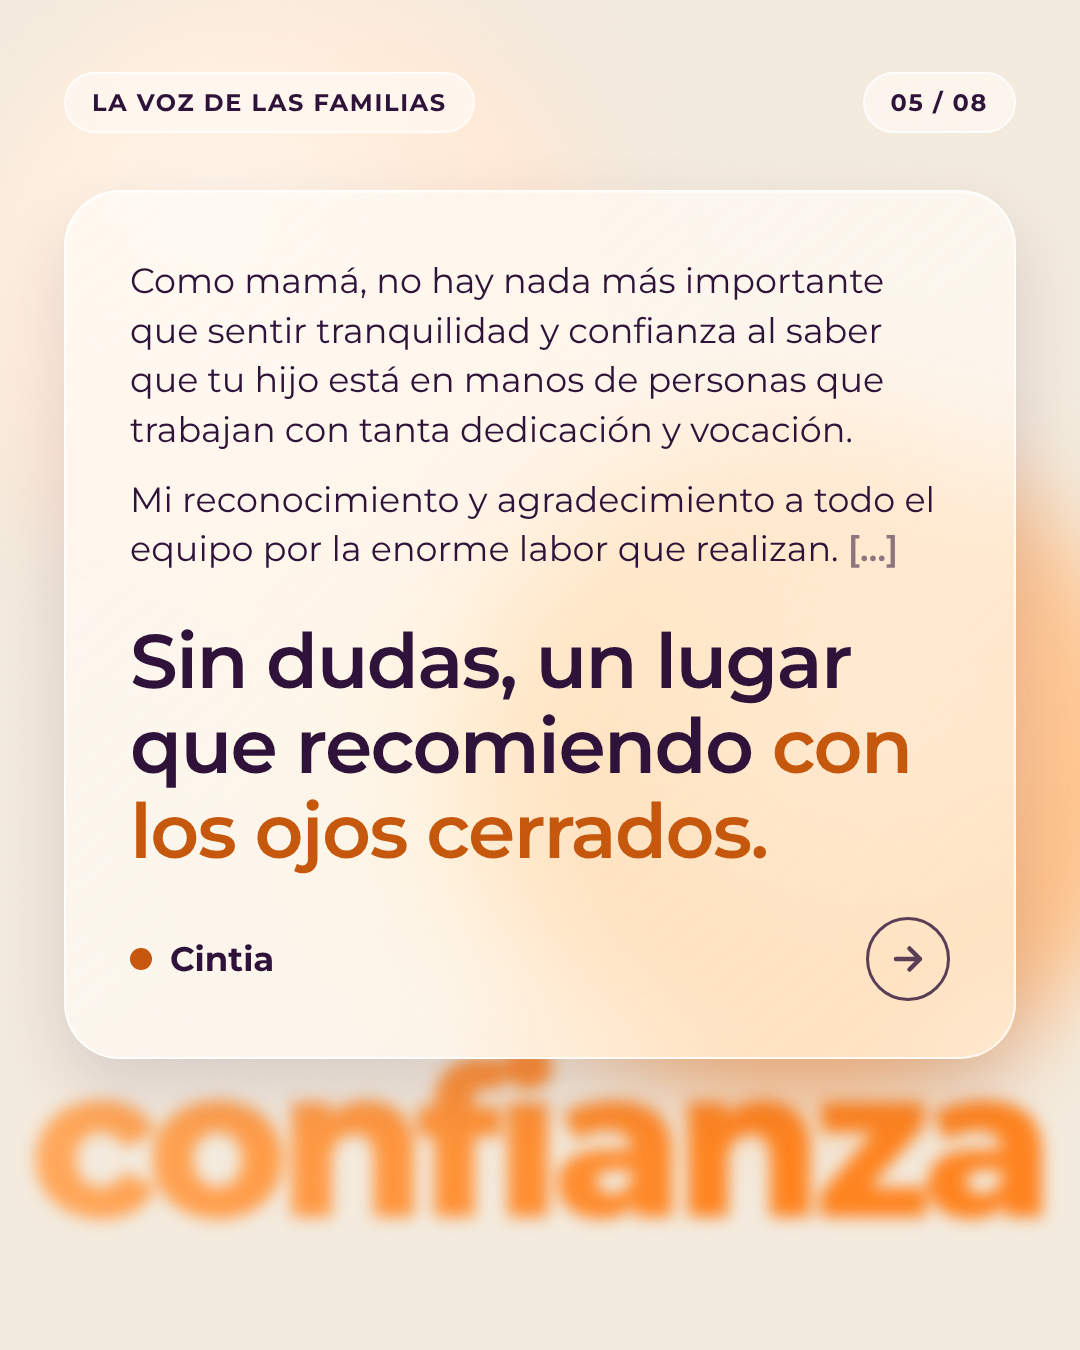 LA VOZ DE LAS FAMILIAS
05 / 08
Como mamá, no hay nada más importante
que sentir tranquilidad y confianza al saber
que tu hijo está en manos de personas que
trabajan con tanta dedicación y vocación.
Mi reconocimiento y agradecimiento a todo el
equipo por la enorme labor que realizan. [...]
Sin dudas, un lugar
que recomiendo con
los ojos cerrados.
Cintia
confianza